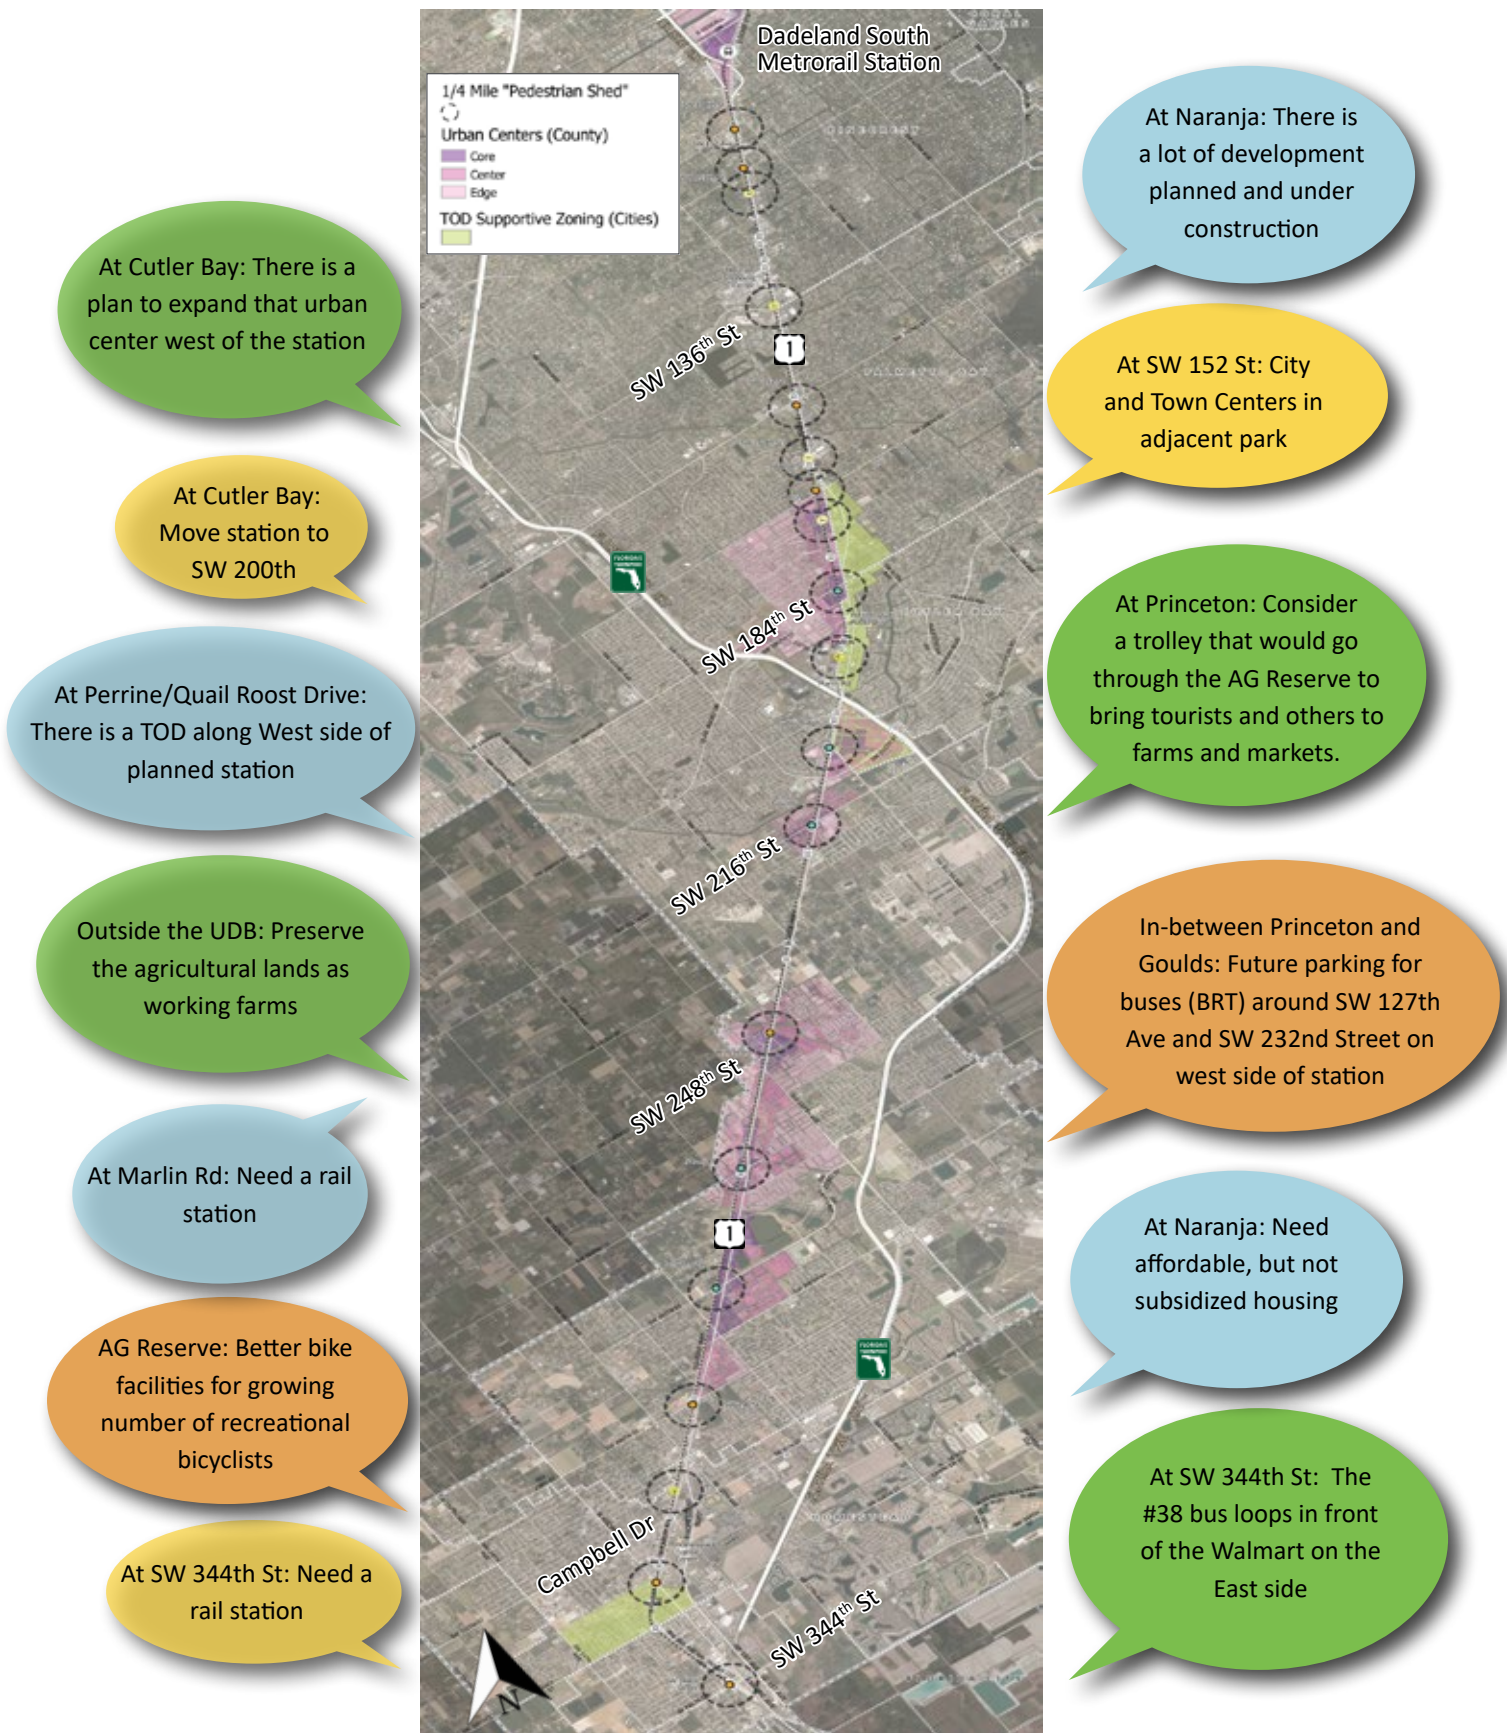 Dadeland South
Metrorail Station
1/4 Mile "Pedestrian Shed"
Urban Centers (County)
Core
Center
Edge
TOD Supportive Zoning (Cities)
SW 136th St
1
SW 184th St
SW 216th St
SW 248th St
1
Campbell Dr
SW 344th St
N
At Cutler Bay: There is a
plan to expand that urban
center west of the station
At Cutler Bay:
Move station to
SW 200th
At Perrine/Quail Roost Drive:
There is a TOD along West side of
planned station
Outside the UDB: Preserve
the agricultural lands as
working farms
At Marlin Rd: Need a rail
station
AG Reserve: Better bike
facilities for growing
number of recreational
bicyclists
At SW 344th St: Need a
rail station
At Naranja: There is
a lot of development
planned and under
construction
At SW 152 St: City
and Town Centers in
adjacent park
At Princeton: Consider
a trolley that would go
through the AG Reserve to
bring tourists and others to
farms and markets.
In-between Princeton and
Goulds: Future parking for
buses (BRT) around SW 127th
Ave and SW 232nd Street on
west side of station
At Naranja: Need
affordable, but not
subsidized housing
At SW 344th St: The
#38 bus loops in front
of the Walmart on the
East side